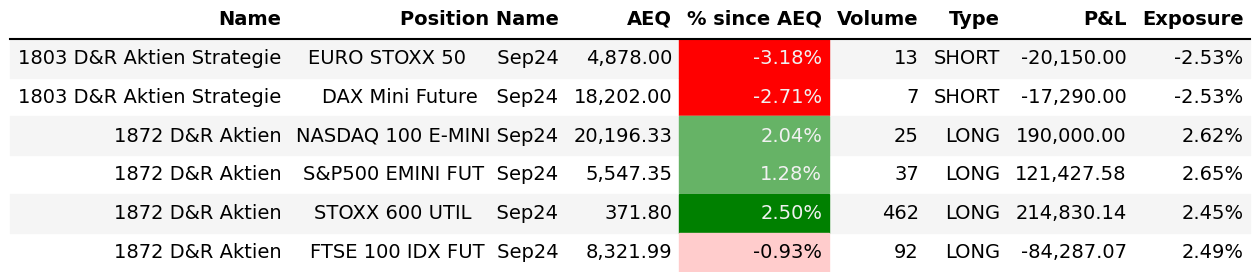 Name Position Name AEQ % since AEQ Volume Type P&L Exposure
1803 D&R Aktien Strategie EURO STOXX 50 Sep24 4,878.00 -3.18% 13 SHORT -20,150.00 -2.53%
1803 D&R Aktien Strategie DAX Mini Future Sep24 18,202.00 -2.71% 7 SHORT -17,290.00 -2.53%
1872 D&R Aktien NASDAQ 100 E-MINI Sep24 20,196.33 2.04% 25 LONG 190,000.00 2.62%
1872 D&R Aktien S&P500 EMINI FUT Sep24 5,547.35 1.28% 37 LONG 121,427.58 2.65%
1872 D&R Aktien STOXX 600 UTIL Sep24 371.80 2.50% 462 LONG 214,830.14 2.45%
1872 D&R Aktien FTSE 100 IDX FUT Sep24 8,321.99 -0.93% 92 LONG -84,287.07 2.49%